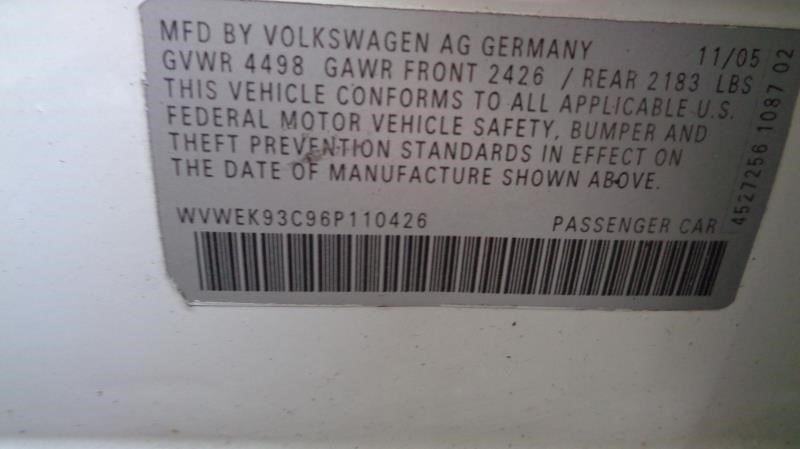 MFD BY VOLKSWAGEN AG GERMANY 11/05
GVWR 4498 GAWR FRONT 2426 / REAR 2183 LBS
THIS VEHICLE CONFORMS TO ALL APPLICABLE U.S.
FEDERAL MOTOR VEHICLE SAFETY, BUMPER AND
THEFT PREVENTION STANDARDS IN EFFECT ON
THE DATE OF MANUFACTURE SHOWN ABOVE.
WVWEK93C96P110426 PASSENGER CAR
4527256 1087 02